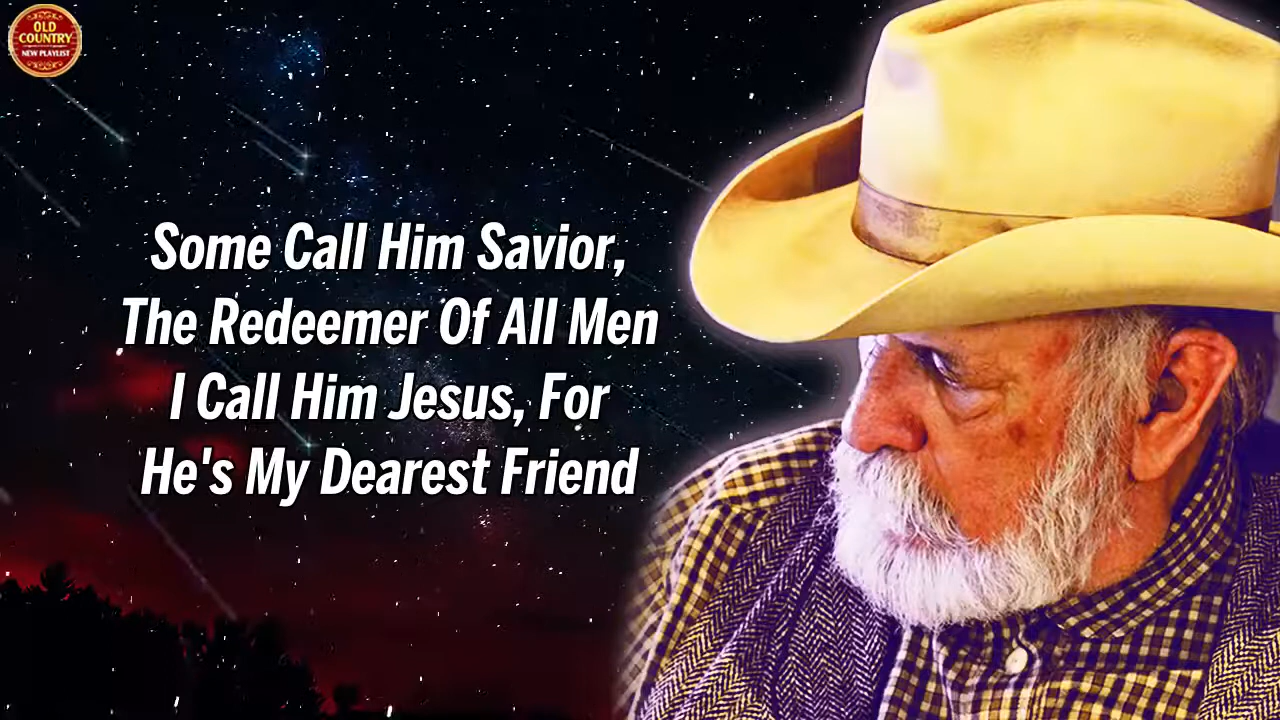 OLD
COUNTRY
NEW PLAYLIST
Some Call Him Savior,
The Redeemer Of All Men
I Call Him Jesus, For
He's My Dearest Friend